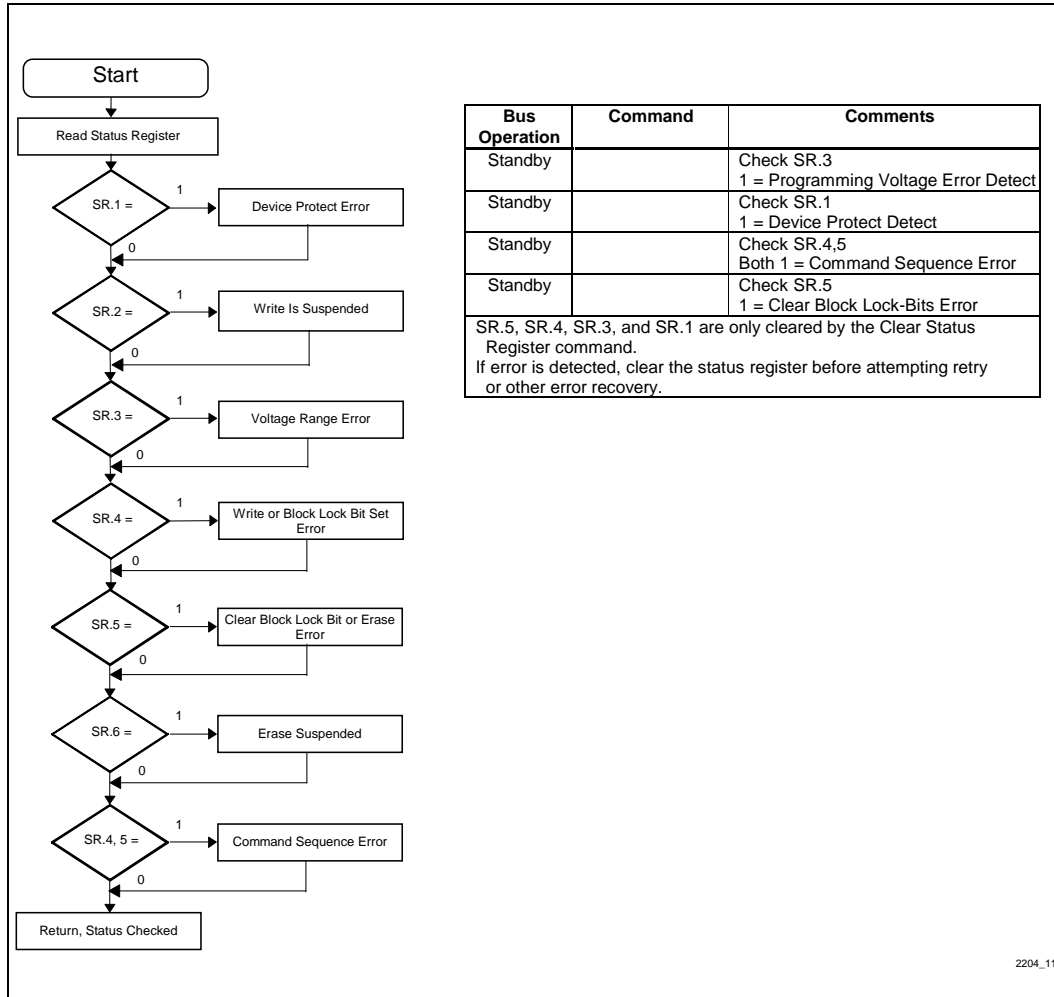 Start
Read Status Register
SR.1 =
1
Device Protect Error
0
SR.2 =
1
Write Is Suspended
0
SR.3 =
1
Voltage Range Error
0
SR.4 =
1
Write or Block Lock Bit Set
Error
0
SR.5 =
1
Clear Block Lock Bit or Erase
Error
0
SR.6 =
1
Erase Suspended
0
SR.4, 5 =
1
Command Sequence Error
0
Return, Status Checked
Bus
Operation
Command
Comments
Standby
Check SR.3
1 = Programming Voltage Error Detect
Standby
Check SR.1
1 = Device Protect Detect
Standby
Check SR.4,5
Both 1 = Command Sequence Error
Standby
Check SR.5
1 = Clear Block Lock-Bits Error
SR.5, SR.4, SR.3, and SR.1 are only cleared by the Clear Status
Register command.
If error is detected, clear the status register before attempting retry
or other error recovery.
2204_11